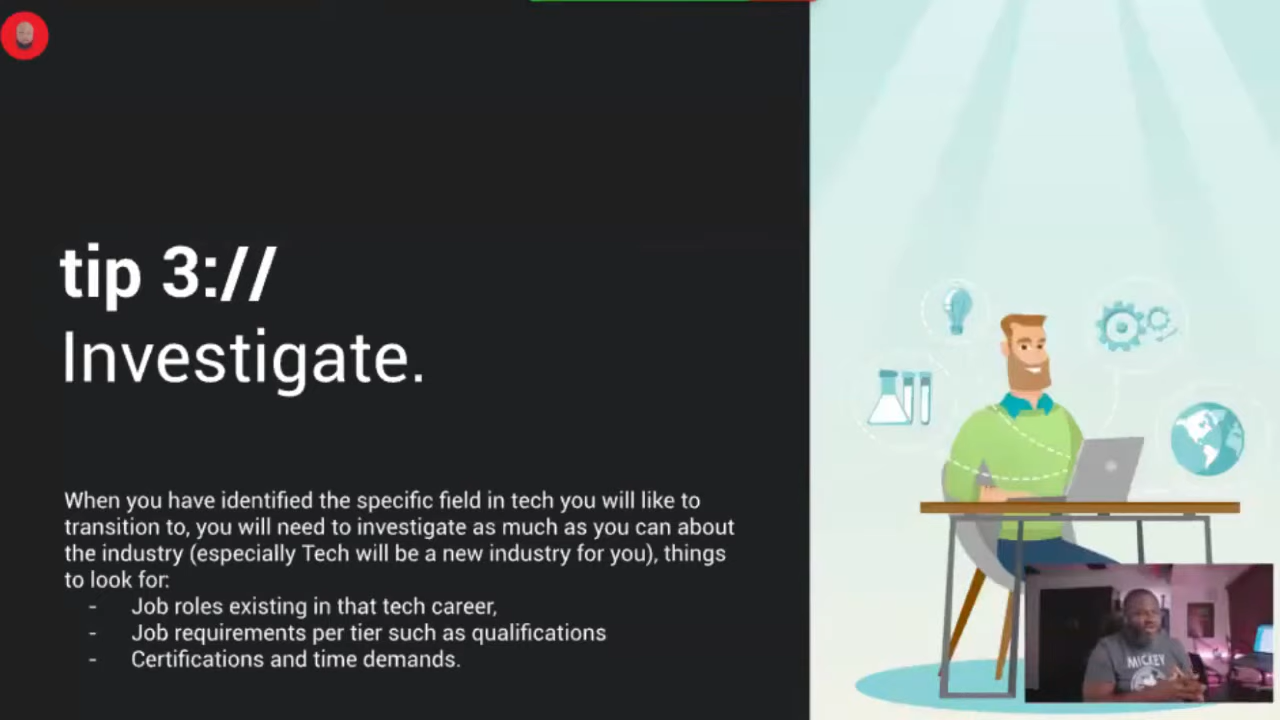 tip 3://
Investigate.
When you have identified the specific field in tech you will like to
transition to, you will need to investigate as much as you can about
the industry (especially Tech will be a new industry for you), things
to look for:
- Job roles existing in that tech career,
- Job requirements per tier such as qualifications
- Certifications and time demands.
MICKEY